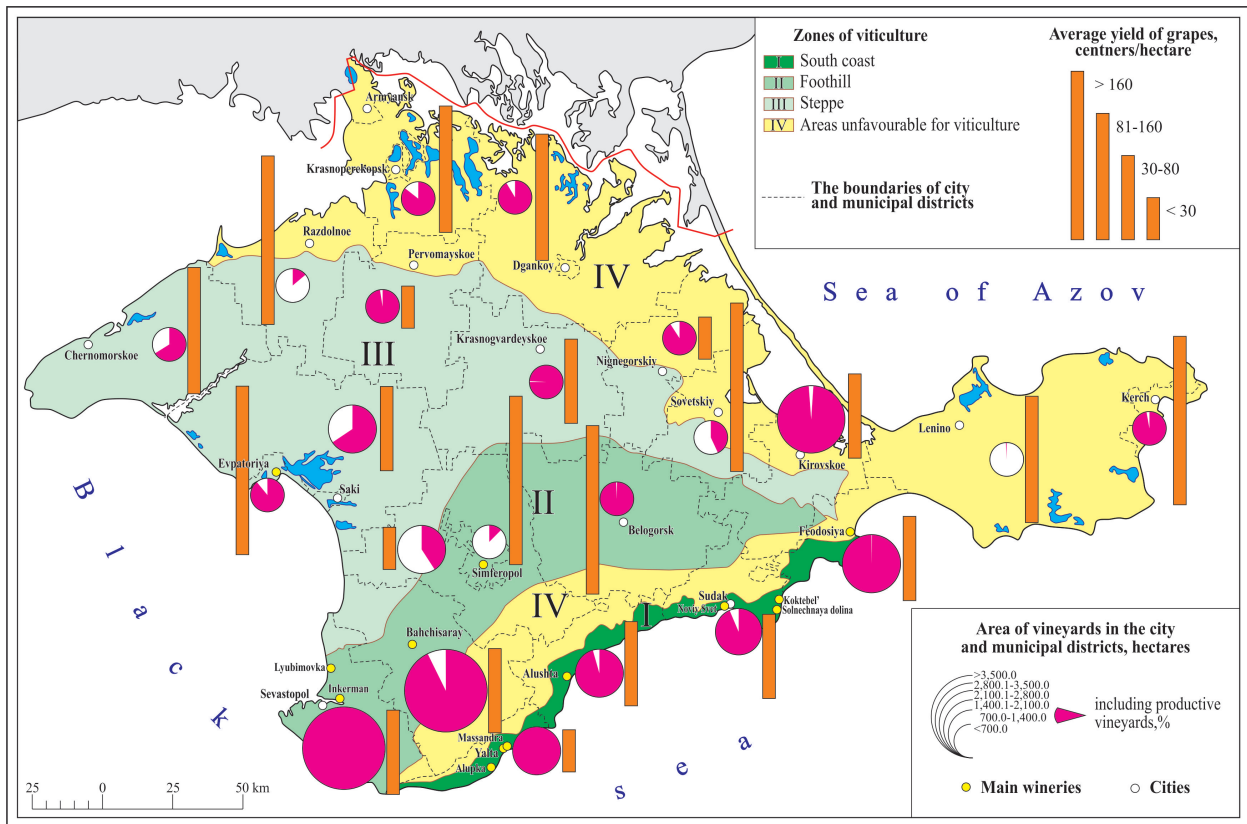 Zones of viticulture
I South coast
II Foothill
III Steppe
IV Areas unfavourable for viticulture
The boundaries of city
and municipal districts
Average yield of grapes,
centners/hectare
> 160
81-160
30-80
< 30
Armyansk
Krasnoperekopsk
Razdolnoe
Pervomayskoe
Dgankoy
IV
Sea of Azov
Chernomorskoe
III
Krasnogvardeyskoe
Nignegorskiy
Sovetskiy
Kirovskoe
Lenino
Kerch
Evpatoriya
Saki
II
Belogorsk
Simferopol
Feodosiya
IV
I
Sudak
Noviy Svit
Koktebel'
Solnechnaya dolina
Bahchisaray
Lyubimovka
Sevastopol
Inkerman
Alushta
Massandra
Yalta
Alupka
Black
sea
25 0 25 50 km
Area of vineyards in the city
and municipal districts, hectares
>3,500.0
2,800.1-3,500.0
2,100.1-2,800.0
1,400.1-2,100.0
700.0-1,400.0
<700.0
including productive
vineyards,%
Main wineries
Cities